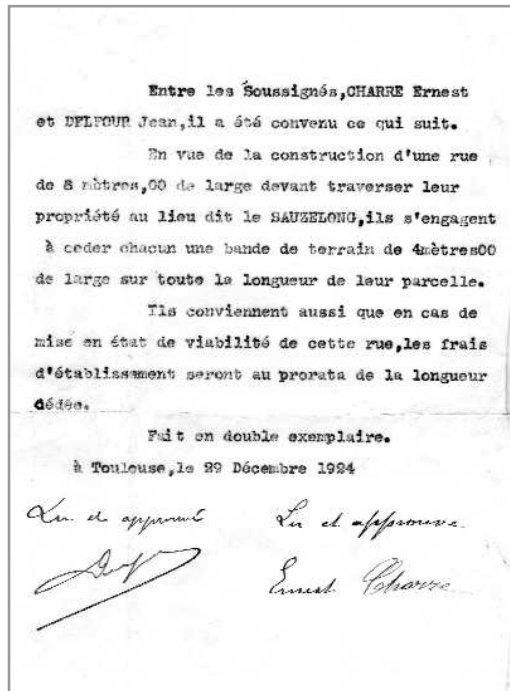 Entre les Soussignés,CHARRE Ernest
et DELFOUR Jean,il a été convenu ce qui suit.
En vue de la construction d'une rue
de 8 mètres,00 de large devant traverser leur
propriété au lieu dit le SAUZELONG,ils s'engagent
à ceder chacun une bande de terrain de 4mètres00
de large sur toute la longueur de leur parcelle.
Ils conviennent aussi que en cas de
mise en état de viabilité de cette rue,les frais
d'établissement seront au prorata de la longueur
dédée.
Fait en double exemplaire.
à Toulouse,le 29 Décembre 1924
Lu et approuvé
Lu et approuve
Ernest Charre